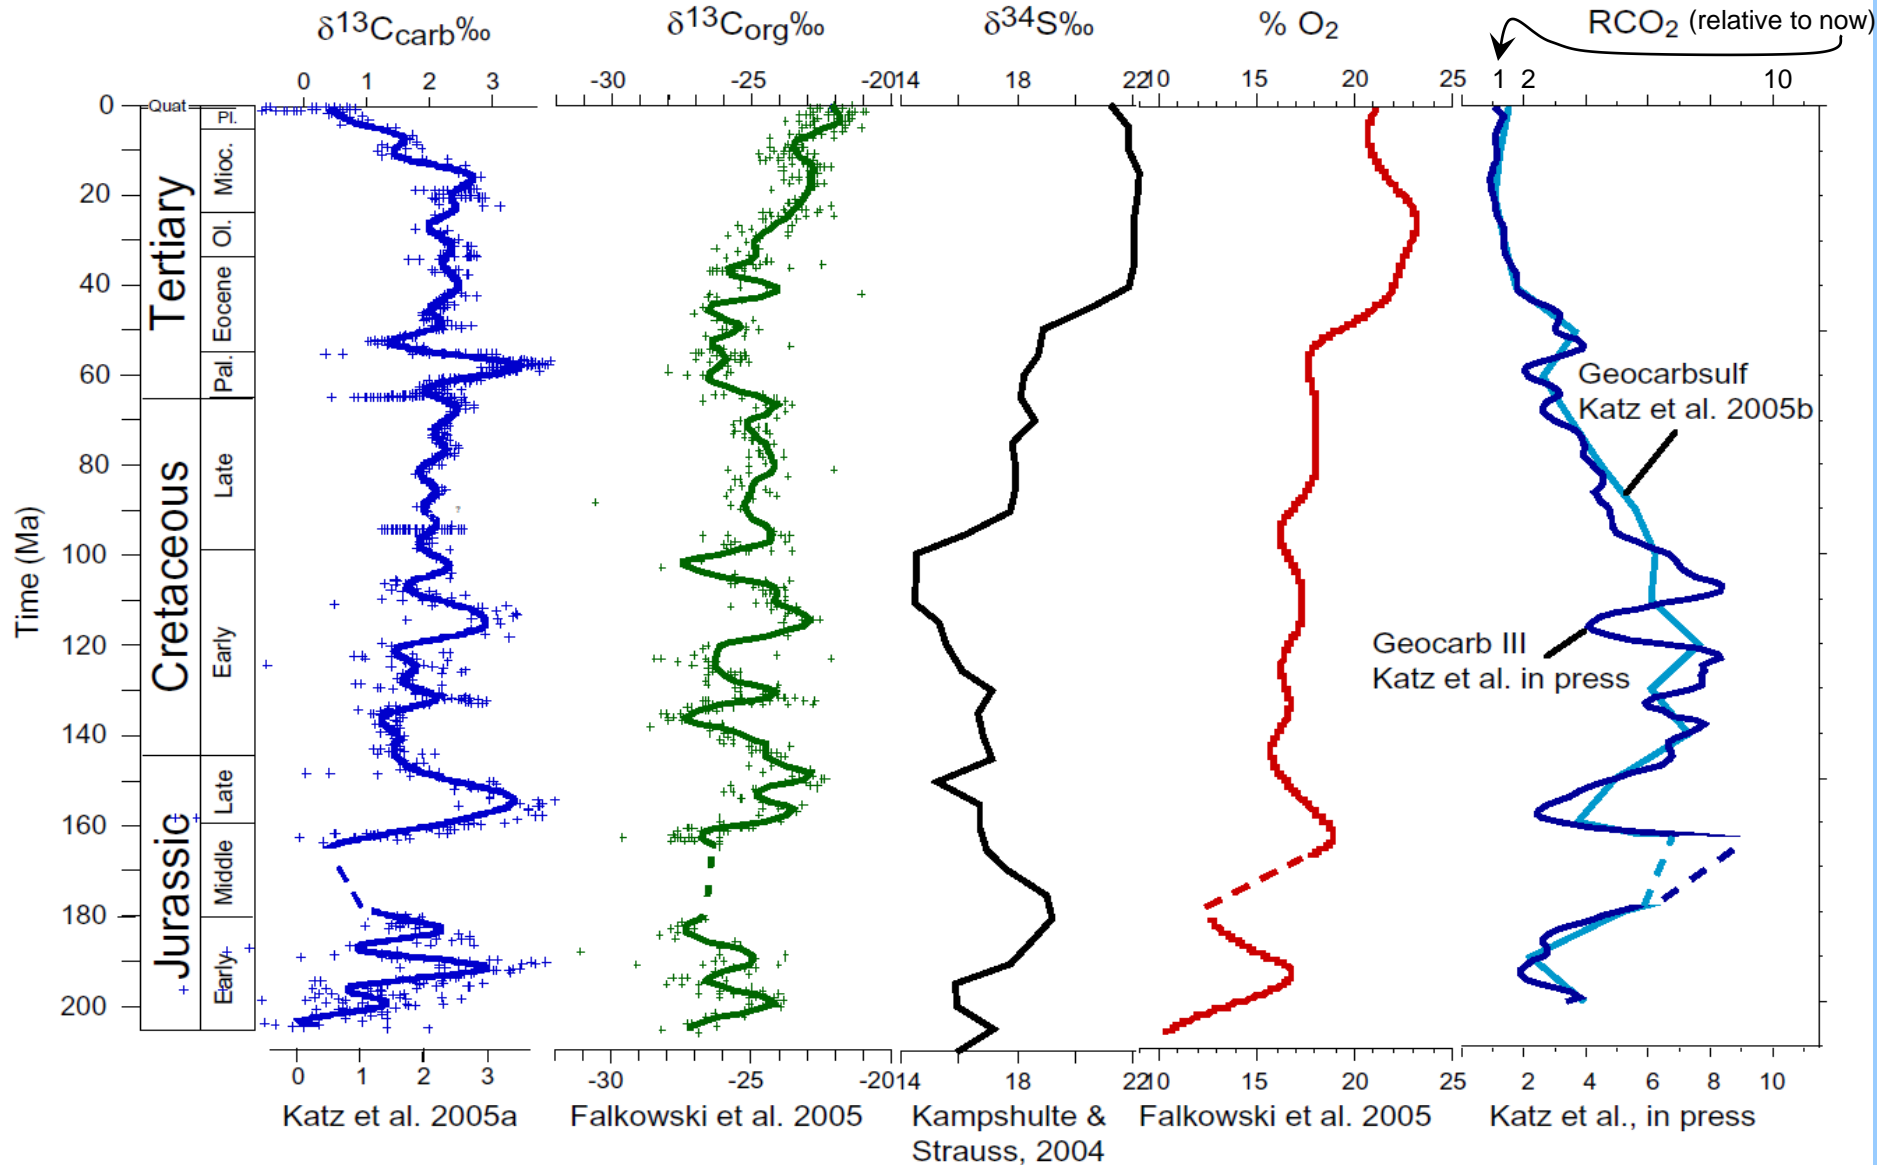 δ13Ccarb‰ δ13Corg‰ δ34S‰ % O2 RCO2 (relative to now)
0 1 2 3 -30 -25 -20 14 18 22 10 15 20 25 1 2 10
0 Quat
Pl.
Mioc.
20
Ol.
Tertiary
40
Eocene
Pal.
60
Geocarbsulf
Katz et al. 2005b
80
Late
Cretaceous
100
Time (Ma)
120
Early
Geocarb III
Katz et al. in press
140
Late
160
Jurassic
Middle
180
Early
200
0 1 2 3 -30 -25 -20 14 18 22 10 15 20 25 2 4 6 8 10
Katz et al. 2005a Falkowski et al. 2005 Kampshulte & Falkowski et al. 2005 Katz et al., in press
Strauss, 2004